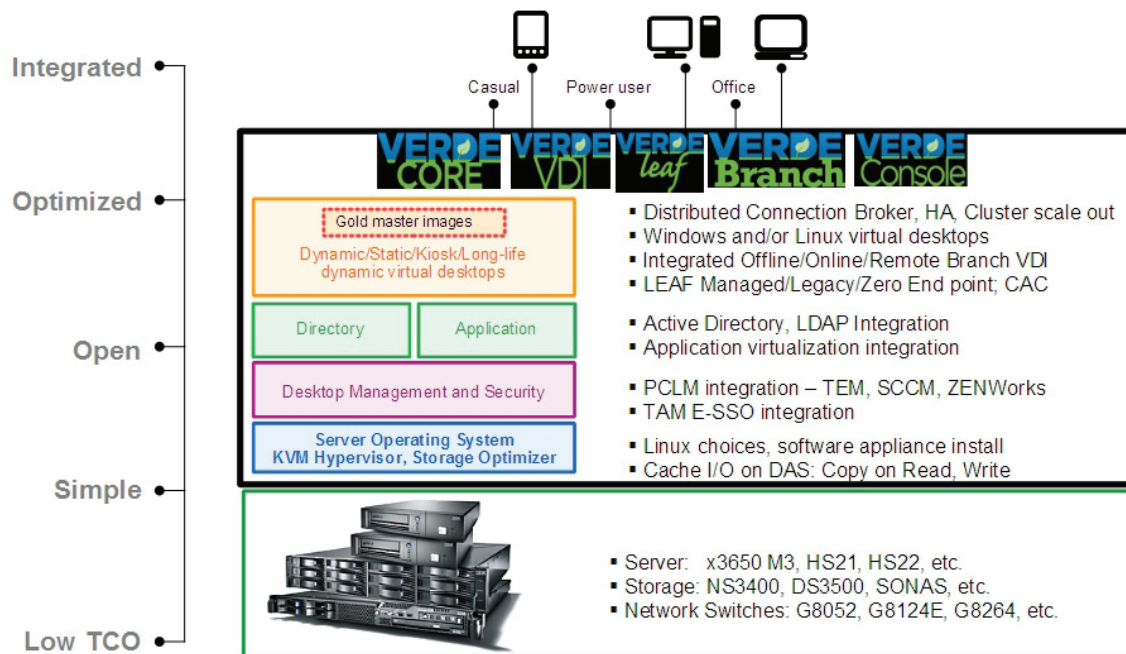 Integrated
Optimized
Open
Simple
Low TCO
Casual
Power user
Office
VERDE CORE
VERDE VDI
VERDE leaf
VERDE Branch
VERDE Console
Gold master images
Dynamic/Static/Kiosk/Long-life
dynamic virtual desktops
▪ Distributed Connection Broker, HA, Cluster scale out
▪ Windows and/or Linux virtual desktops
▪ Integrated Offline/Online/Remote Branch VDI
▪ LEAF Managed/Legacy/Zero End point; CAC
Directory
Application
▪ Active Directory, LDAP Integration
▪ Application virtualization integration
Desktop Management and Security
▪ PCLM integration – TEM, SCCM, ZENWorks
▪ TAM E-SSO integration
Server Operating System
KVM Hypervisor, Storage Optimizer
▪ Linux choices, software appliance install
▪ Cache I/O on DAS: Copy on Read, Write
▪ Server: x3650 M3, HS21, HS22, etc.
▪ Storage: NS3400, DS3500, SONAS, etc.
▪ Network Switches: G8052, G8124E, G8264, etc.